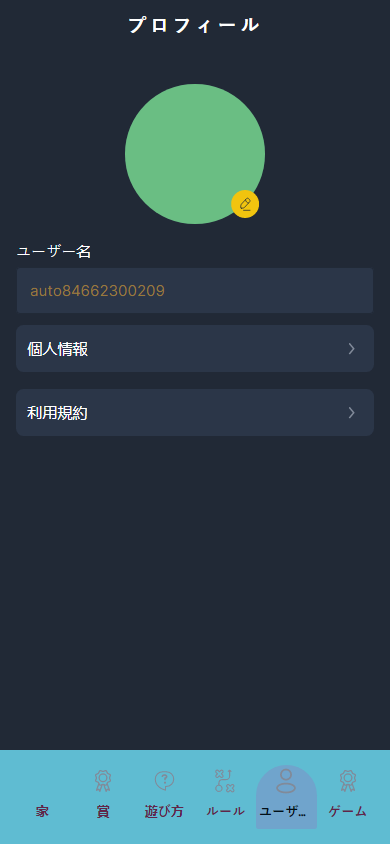 プロフィール
ユーザー名
auto84662300209
個人情報
利用規約
家
賞
遊び方
ルール
ユーザ...
ゲーム